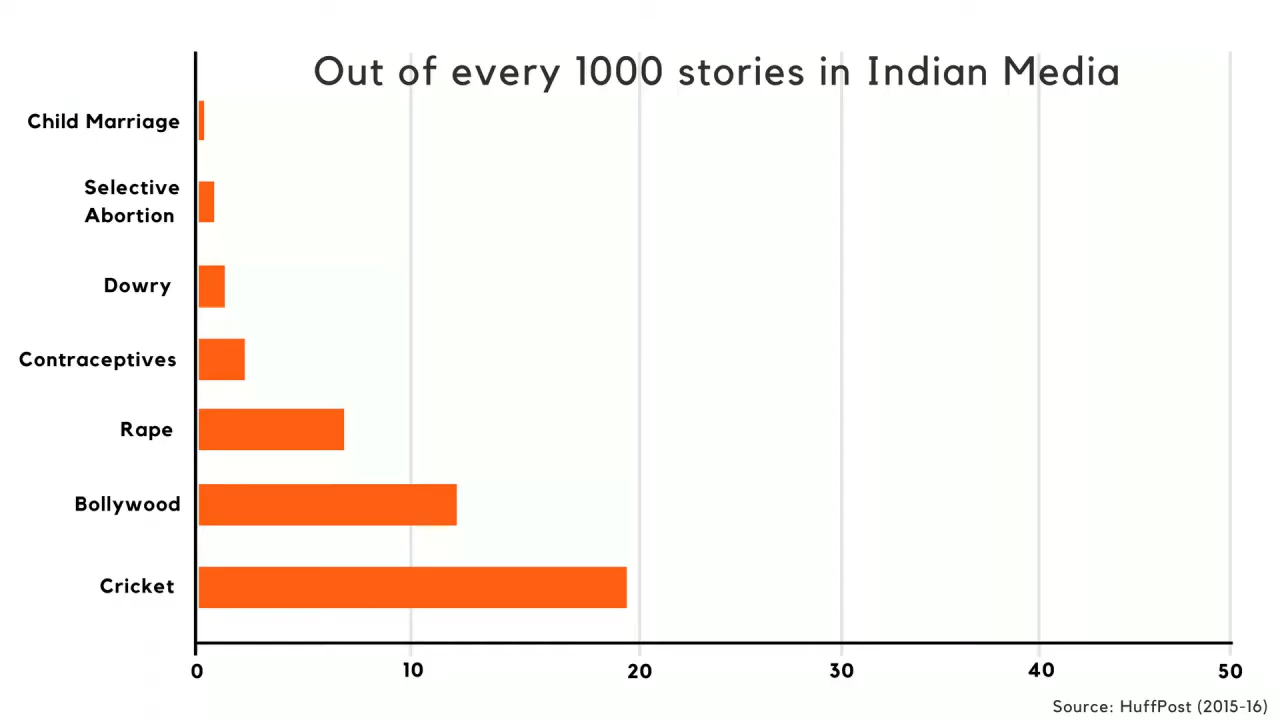 Out of every 1000 stories in Indian Media
Child Marriage
Selective
Abortion
Dowry
Contraceptives
Rape
Bollywood
Cricket
0 10 20 30 40 50
Source: HuffPost (2015-16)